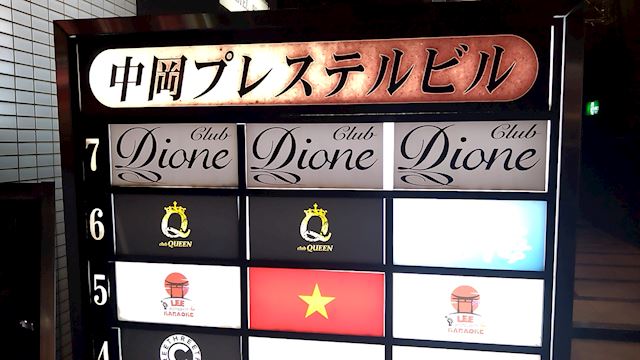 中岡プレステルビル
7
Club
Dione
Club
Dione
Club
Dione
6
Q
club QUEEN
Q
club QUEEN
5
LEE
KARAOKE
LEE
KARAOKE
4